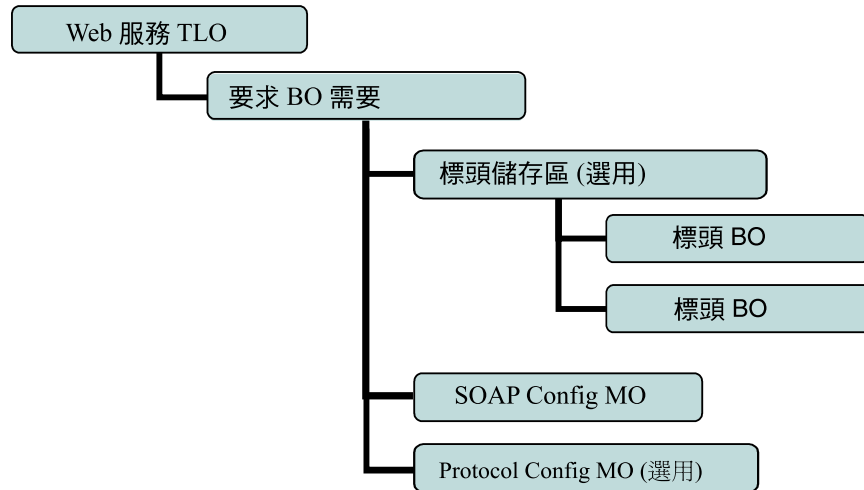 Web 服務 TLO
要求 BO 需要
標頭儲存區 (選用)
標頭 BO
標頭 BO
SOAP Config MO
Protocol Config MO (選用)